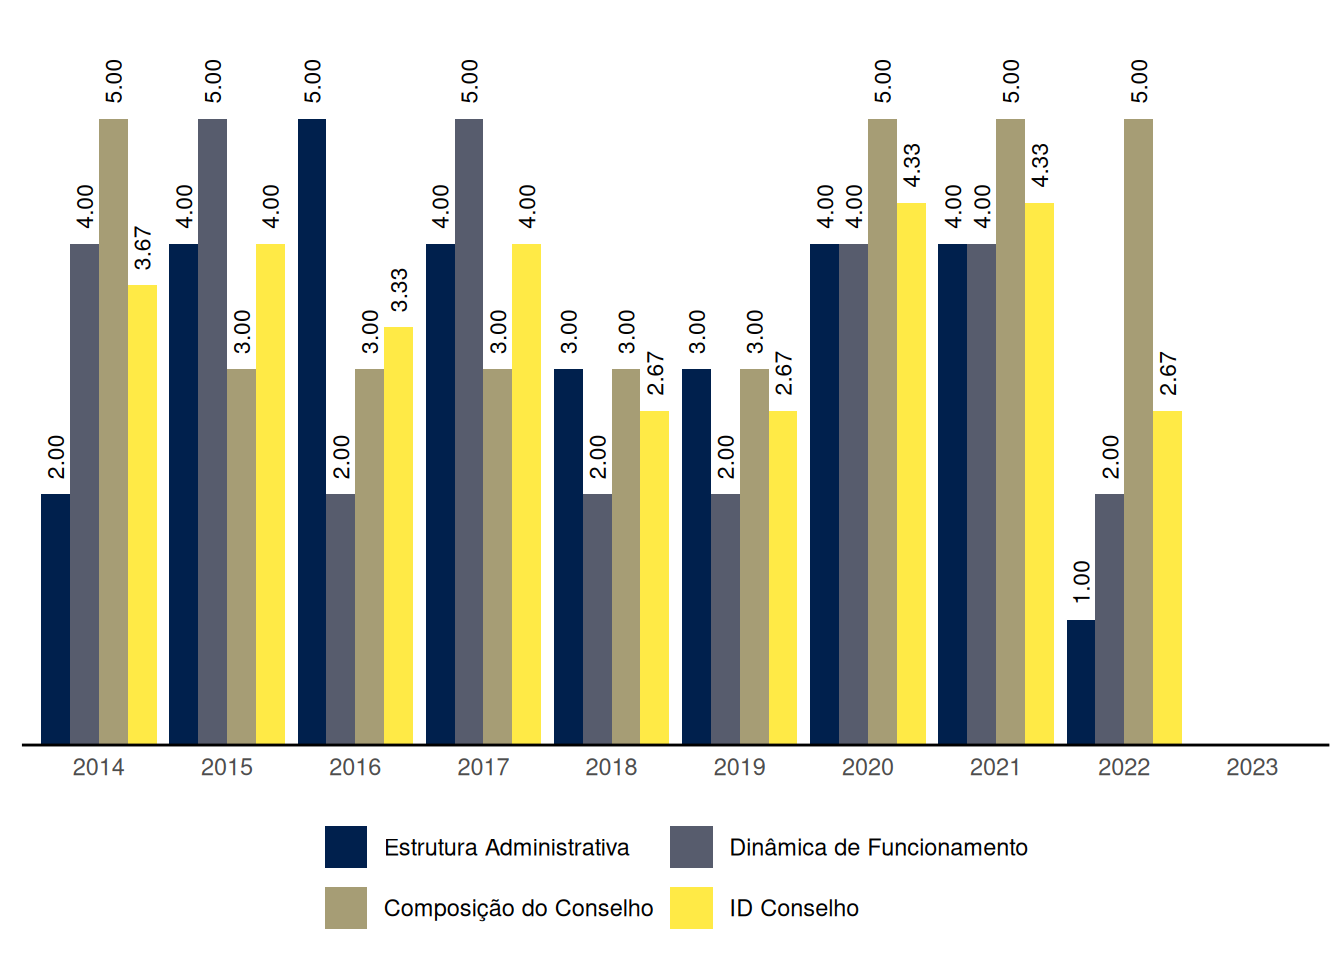 2.00 4.00 5.00 3.67 4.00 5.00 3.00 4.00 5.00 2.00 3.00 3.33 4.00 5.00 3.00 4.00 3.00 2.00 3.00 2.67 3.00 2.00 3.00 2.67 4.00 4.00 5.00 4.33 4.00 4.00 5.00 4.33 1.00 2.00 5.00 2.67
2014 2015 2016 2017 2018 2019 2020 2021 2022 2023
Estrutura Administrativa Dinâmica de Funcionamento
Composição do Conselho ID Conselho